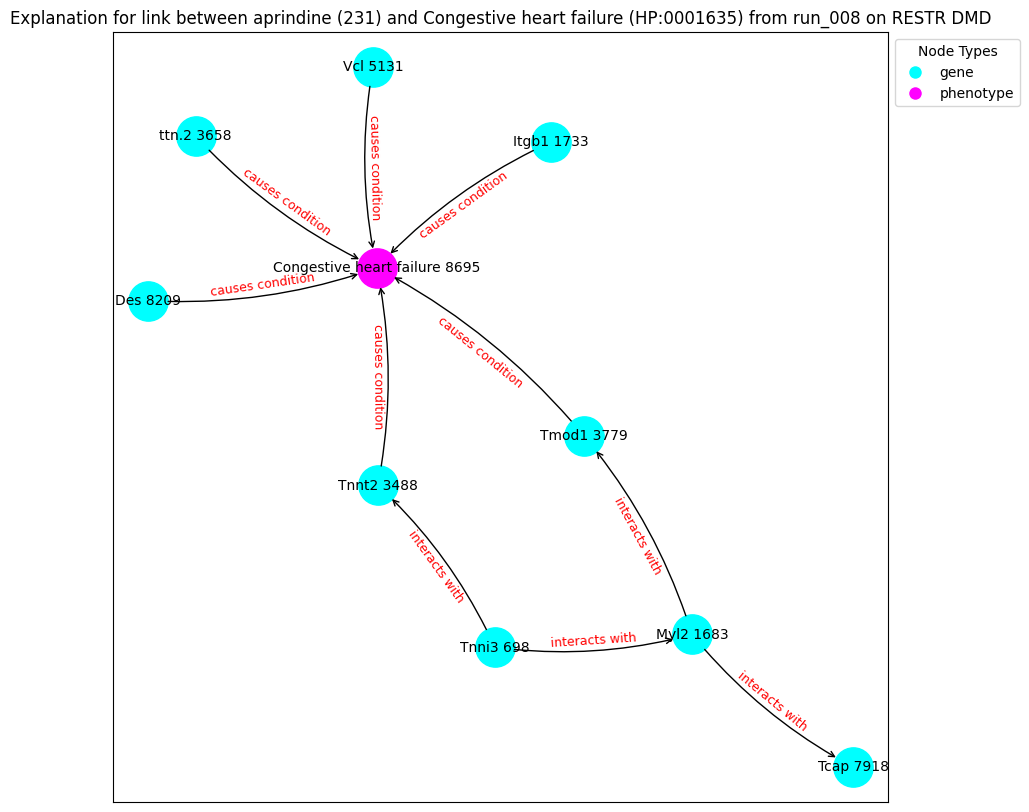 Explanation for link between aprindine (231) and Congestive heart failure (HP:0001635) from run_008 on RESTR DMD
Node Types
gene
phenotype
Vcl 5131
ttn.2 3658
Itgb1 1733
causes condition
causes condition
causes condition
Congestive heart failure 8695
Des 8209
causes condition
causes condition
causes condition
Tmod1 3779
Tnnt2 3488
interacts with
interacts with
Tnni3 698
interacts with
Myl2 1683
interacts with
Tcap 7918